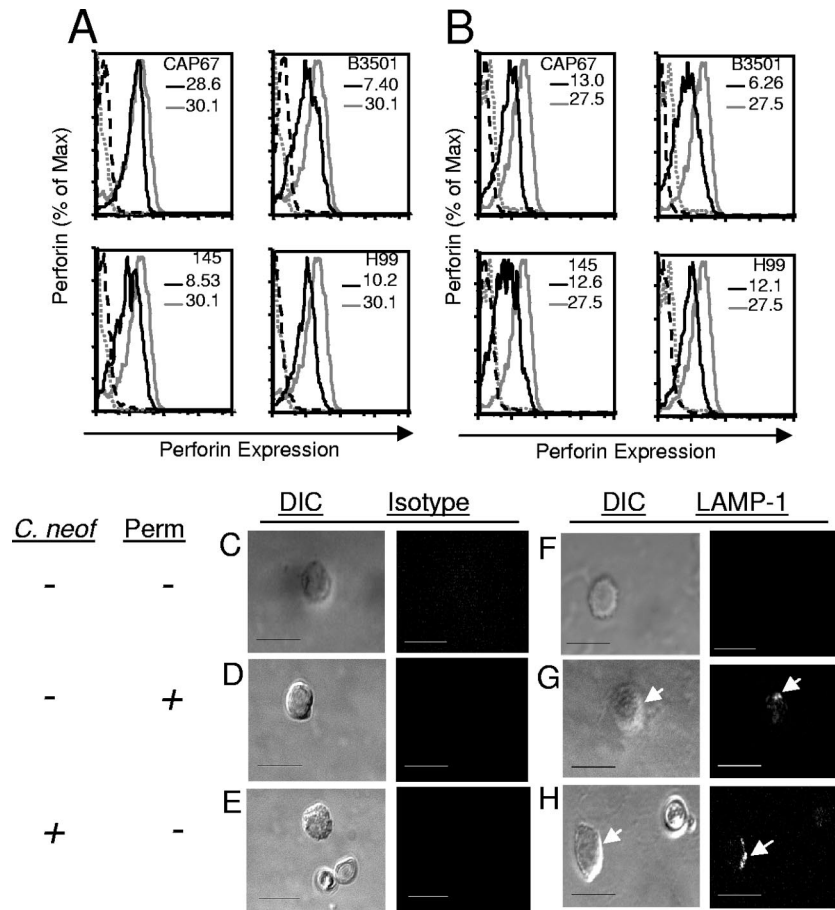 A
B
CAP67
—28.6
—30.1
B3501
—7.40
—30.1
CAP67
—13.0
—27.5
B3501
—6.26
—27.5
145
—8.53
—30.1
H99
—10.2
—30.1
145
—12.6
—27.5
H99
—12.1
—27.5
Perforin (% of Max)
Perforin (% of Max)
Perforin Expression
Perforin Expression
DIC Isotype DIC LAMP-1
C. neof Perm
C
F
- -
D
G
- +
E
H
+ -